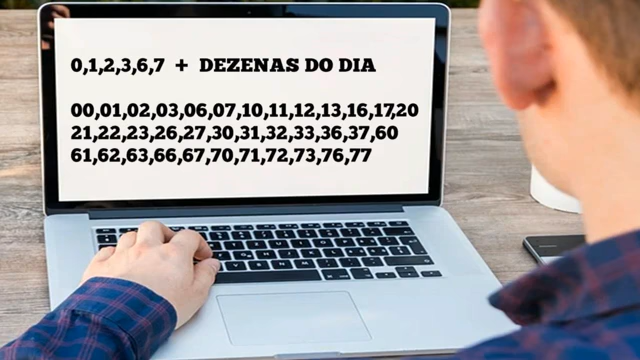 0,1,2,3,6,7 + DEZENAS DO DIA
00,01,02,03,06,07,10,11,12,13,16,17,20
21,22,23,26,27,30,31,32,33,36,37,60
61,62,63,66,67,70,71,72,73,76,77